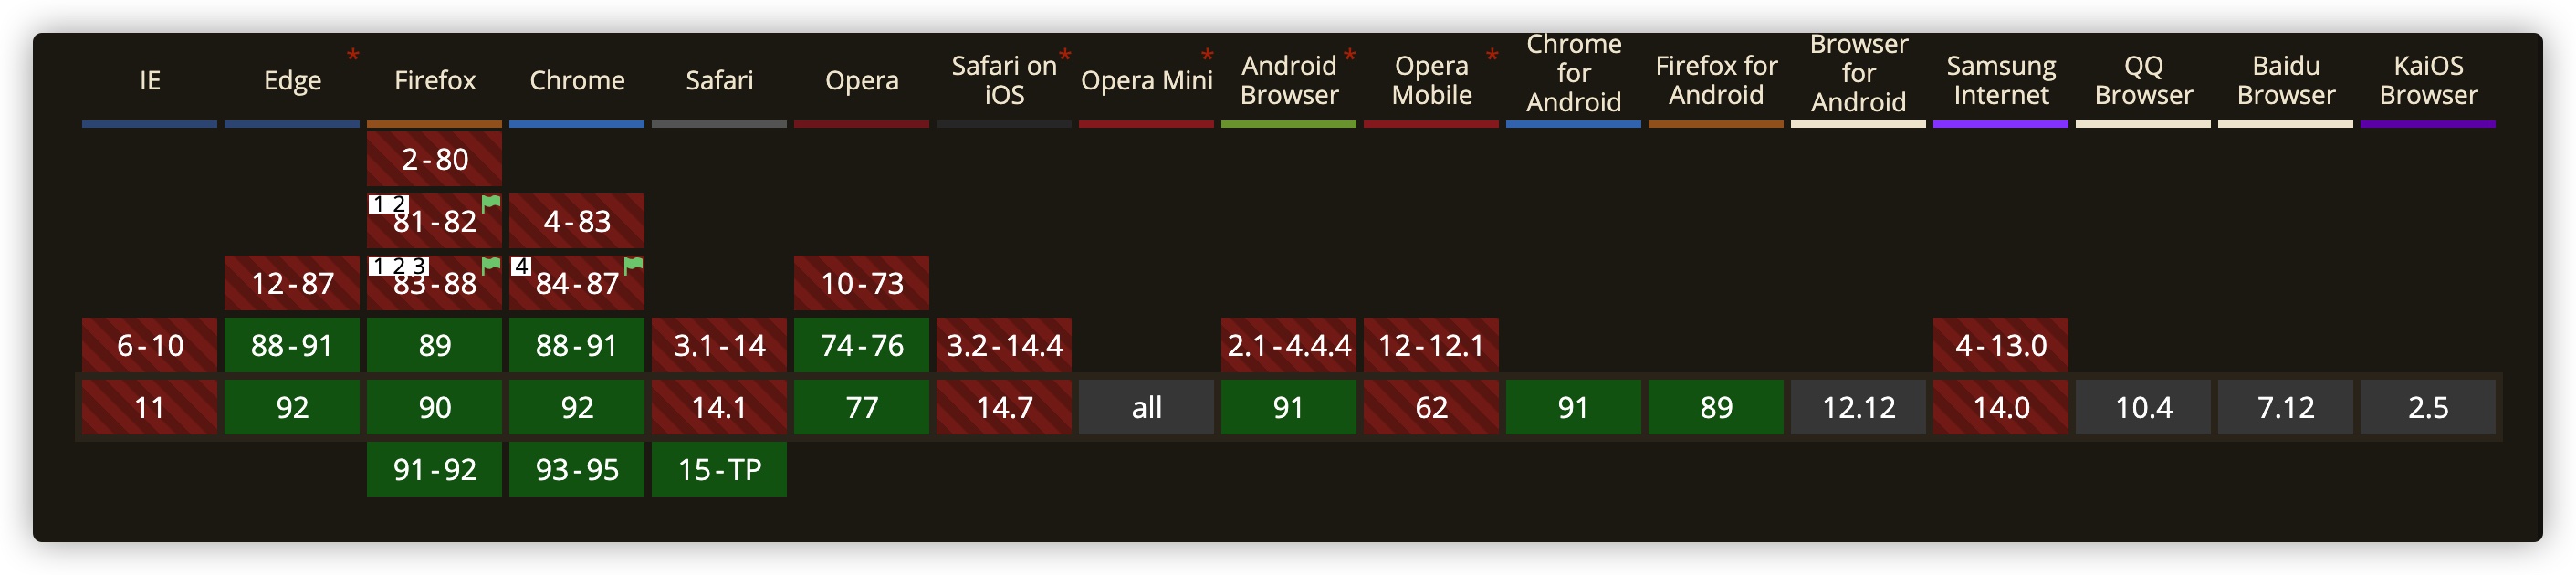 IE
Edge *
Firefox
Chrome
Safari
Opera
Safari on *
iOS
Opera Mini *
Android *
Browser
Opera *
Mobile
Chrome
for
Android
Firefox for
Android
Browser
for
Android
Samsung
Internet
QQ
Browser
Baidu
Browser
KaiOS
Browser
2-80
1 2
81-82
4-83
12-87
1 2 3
83-88
4
84-87
10-73
6-10
88-91
89
88-91
3.1-14
74-76
3.2-14.4
2.1-4.4.4
12-12.1
4-13.0
11
92
90
92
14.1
77
14.7
all
91
62
91
89
12.12
14.0
10.4
7.12
2.5
91-92
93-95
15-TP